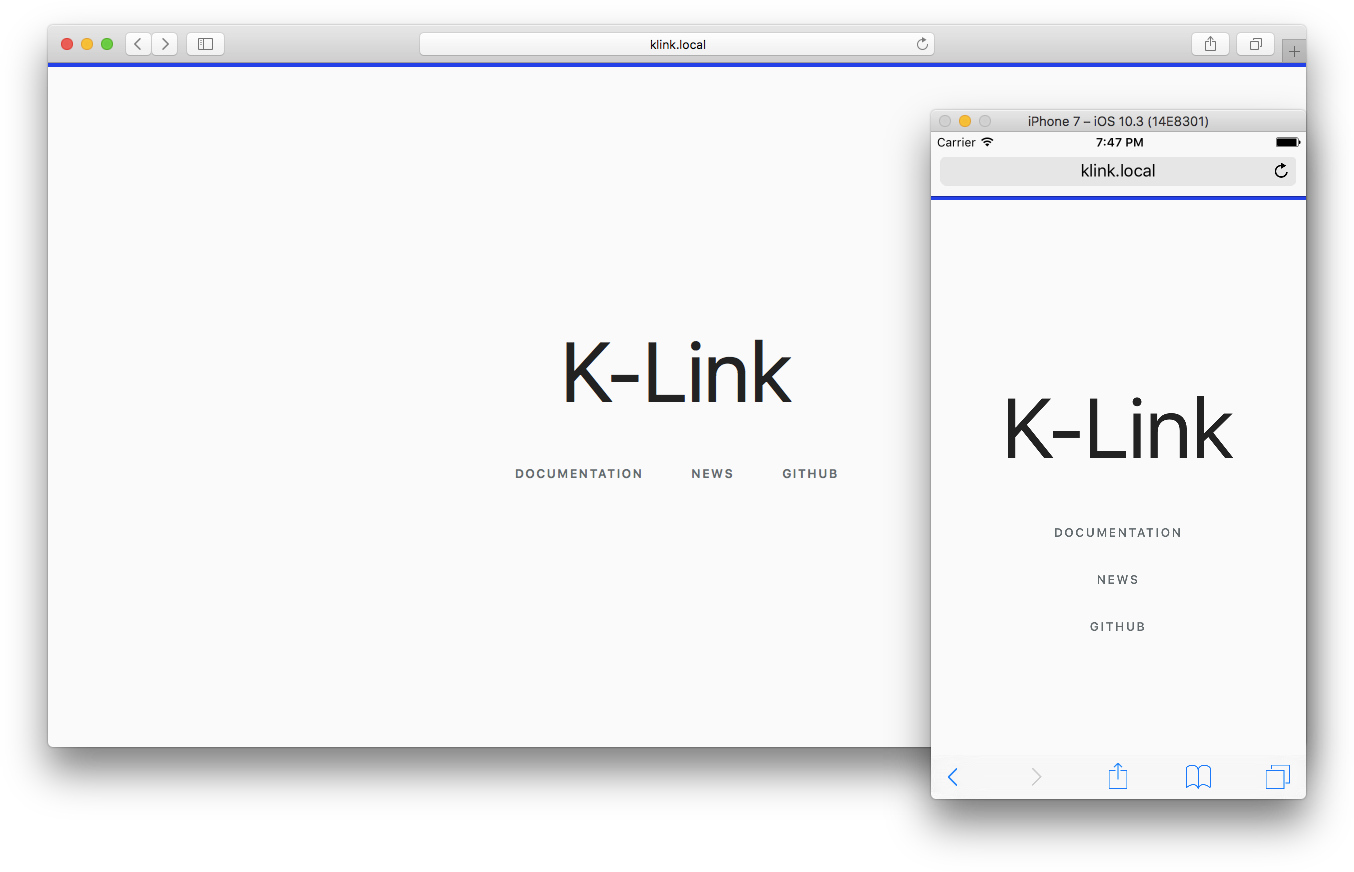 klink.local
K-Link
DOCUMENTATION NEWS GITHUB
iPhone 7 – iOS 10.3 (14E8301)
Carrier 7:47 PM
klink.local
K-Link
DOCUMENTATION
NEWS
GITHUB